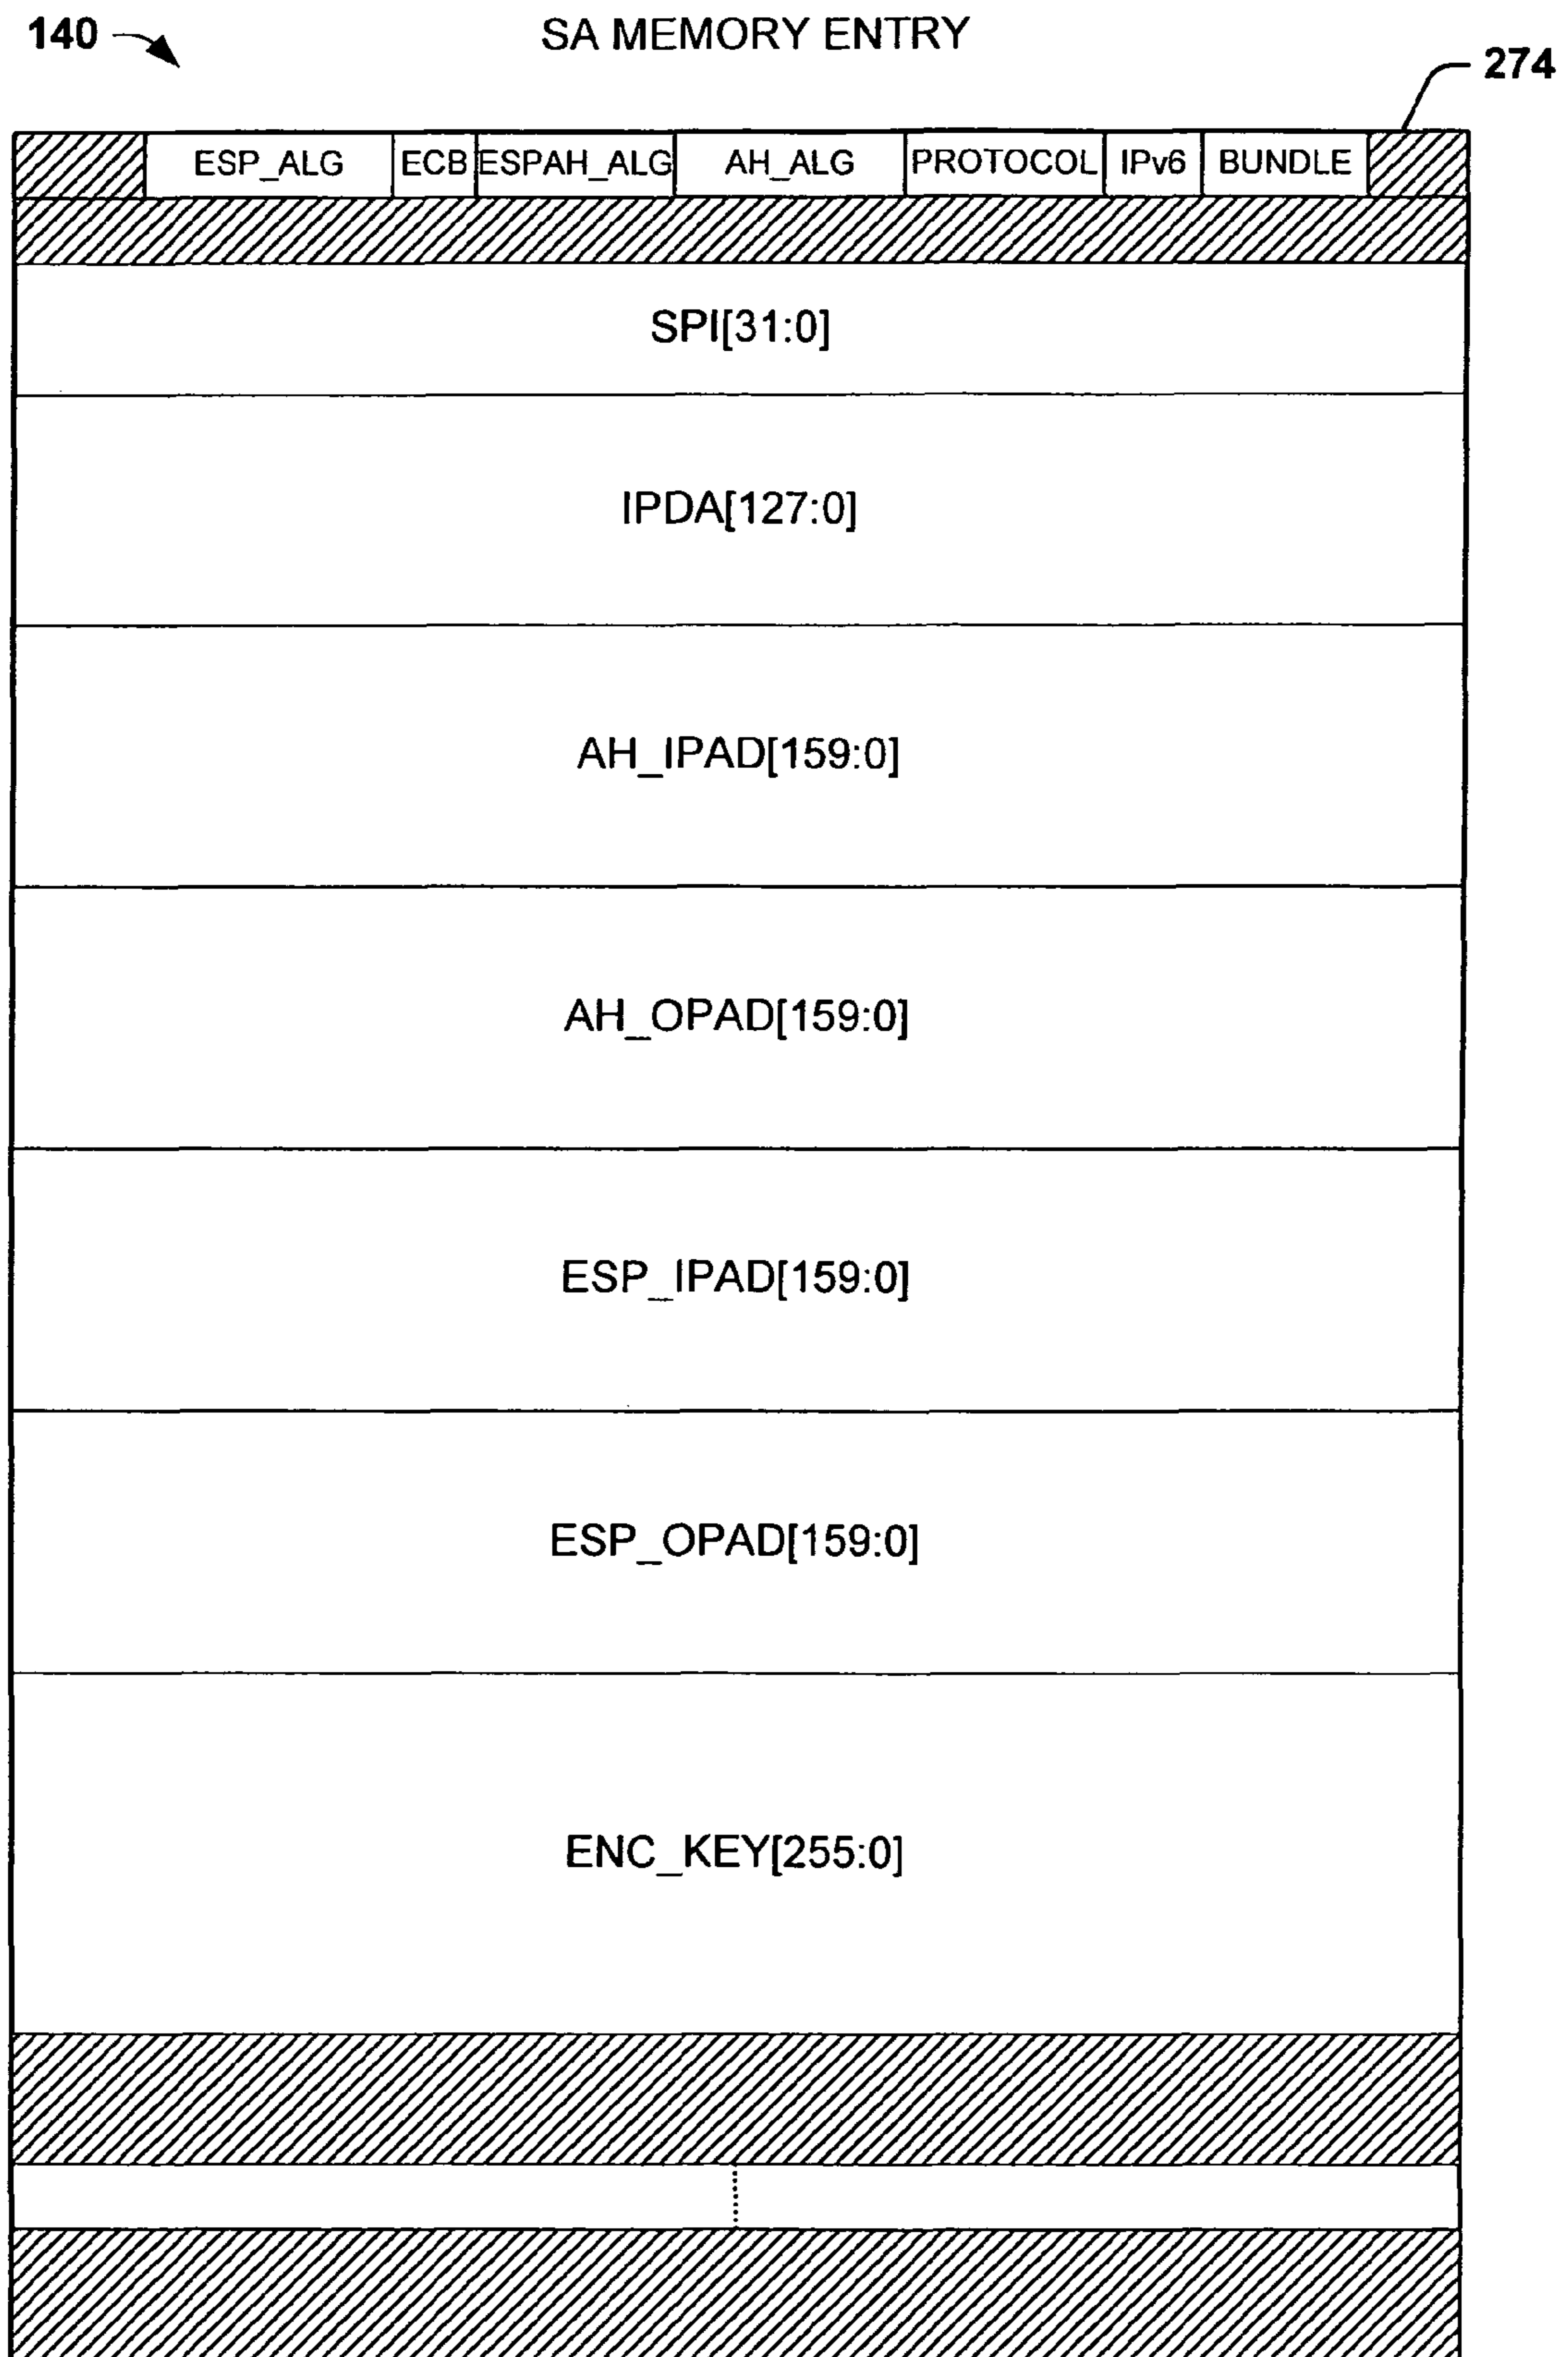 140
SA MEMORY ENTRY
274
ESP_ALG ECB ESPAH_ALG AH_ALG PROTOCOL IPv6 BUNDLE
SPI[31:0]
IPDA[127:0]
AH_IPAD[159:0]
AH_OPAD[159:0]
ESP_IPAD[159:0]
ESP_OPAD[159:0]
ENC_KEY[255:0]